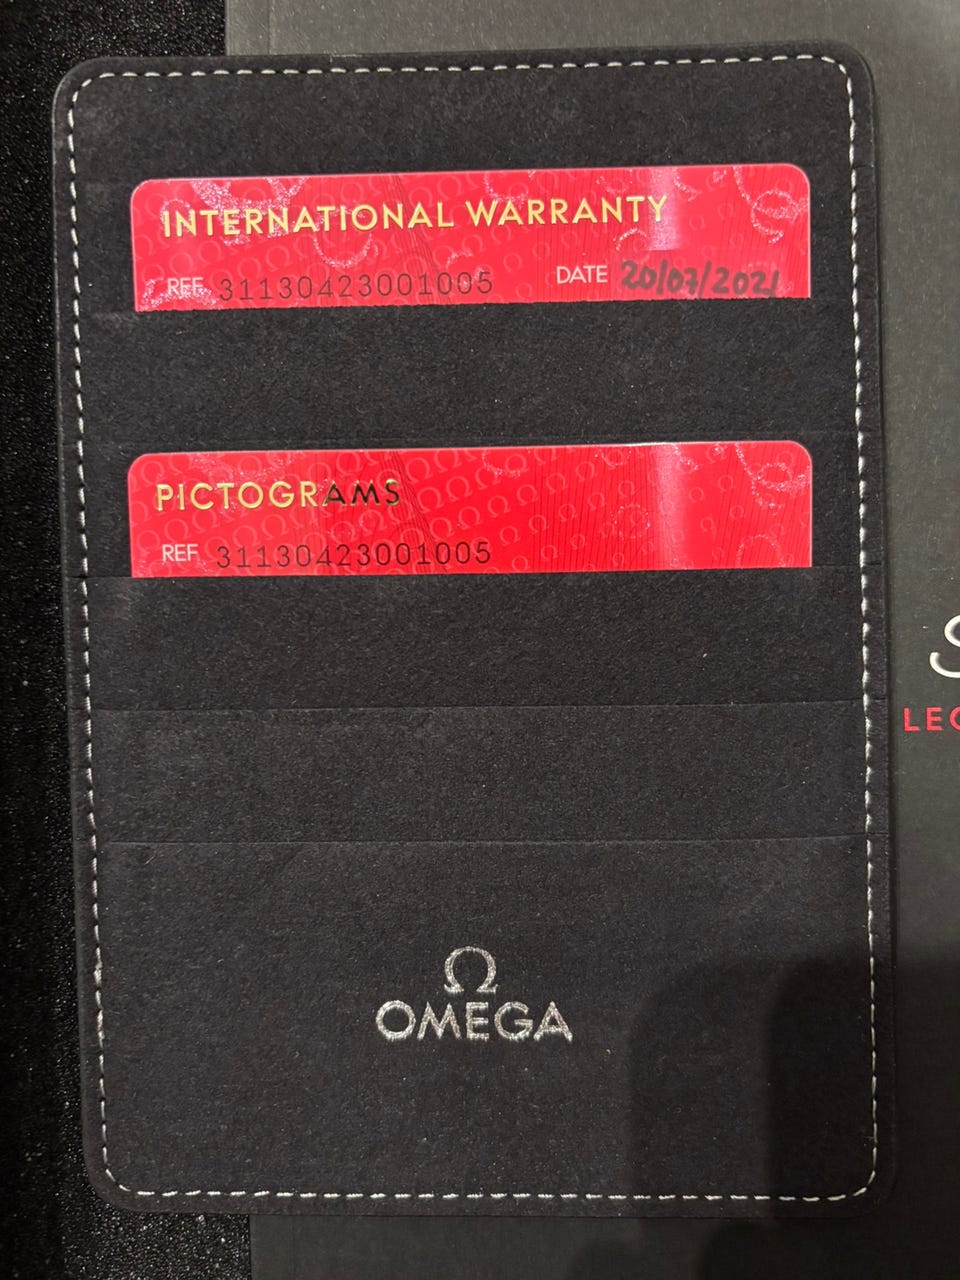 INTERNATIONAL WARRANTY
REF. 31130423001005 DATE 20/07/2021
PICTOGRAMS
REF. 31130423001005
Ω
OMEGA